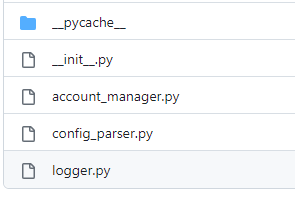 __pycache__
__init__.py
account_manager.py
config_parser.py
logger.py